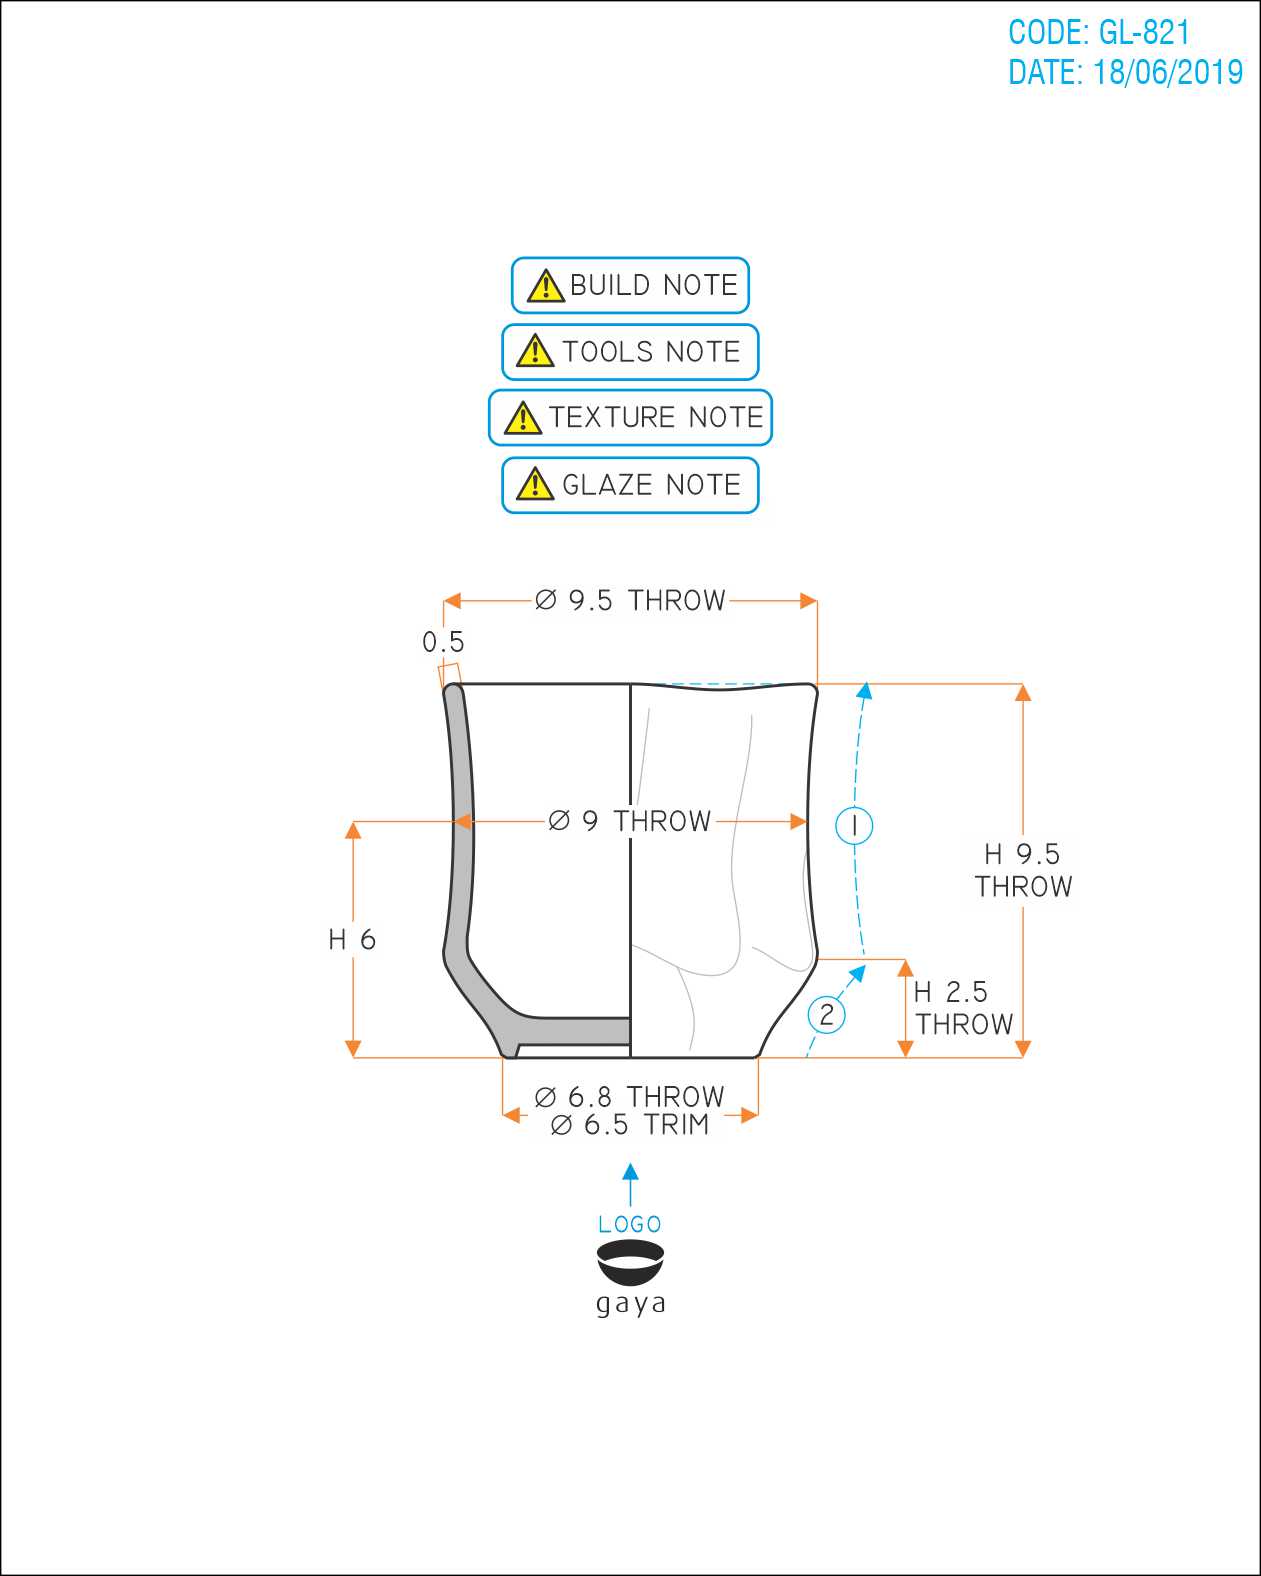 CODE: GL-821
DATE: 18/06/2019
BUILD NOTE
TOOLS NOTE
TEXTURE NOTE
GLAZE NOTE
Ø 9.5 THROW
0.5
Ø 9 THROW
1
H 9.5
THROW
H 6
H 2.5
THROW
2
Ø 6.8 THROW
Ø 6.5 TRIM
LOGO
gaya